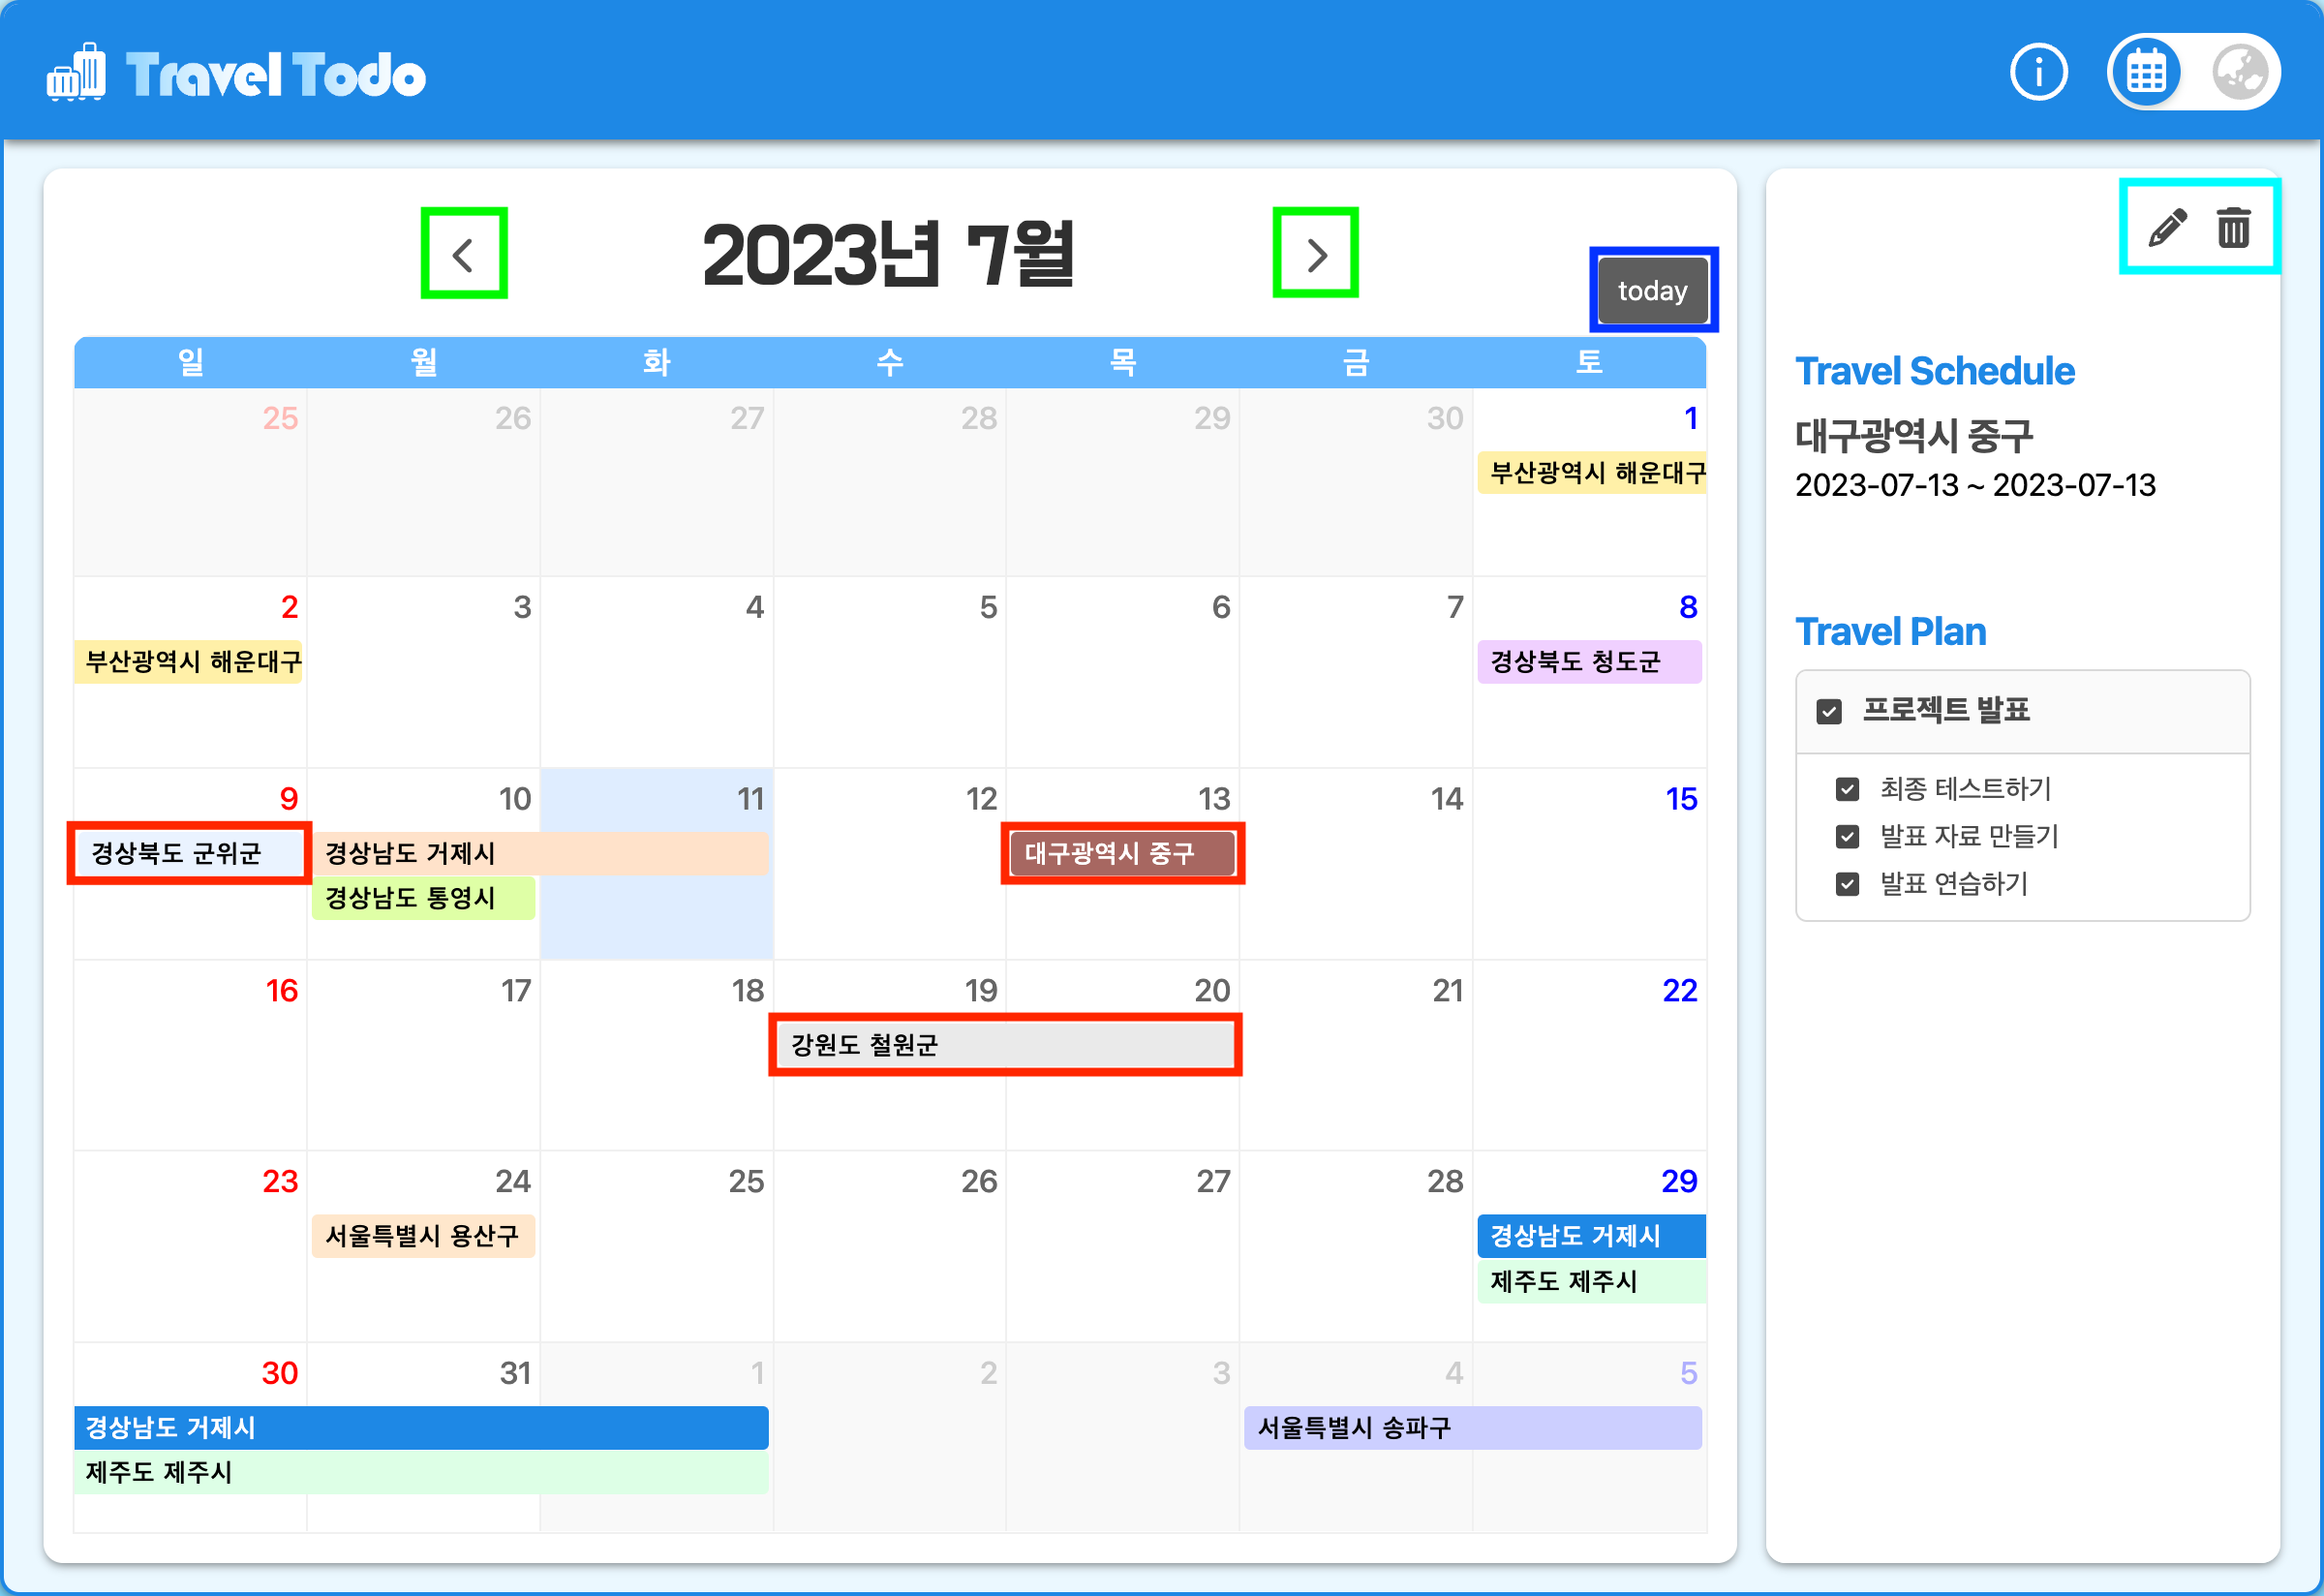 Travel Todo
2023년 7월
today
일 월 화 수 목 금 토
25 26 27 28 29 30 1
부산광역시 해운대구
2 3 4 5 6 7 8
부산광역시 해운대구 경상북도 청도군
9 10 11 12 13 14 15
경상북도 군위군 경상남도 거제시 대구광역시 중구
경상남도 통영시
16 17 18 19 20 21 22
강원도 철원군
23 24 25 26 27 28 29
서울특별시 용산구 경상남도 거제시
제주도 제주시
30 31 1 2 3 4 5
경상남도 거제시 서울특별시 송파구
제주도 제주시
Travel Schedule
대구광역시 중구
2023-07-13 ~ 2023-07-13
Travel Plan
프로젝트 발표
최종 테스트하기
발표 자료 만들기
발표 연습하기